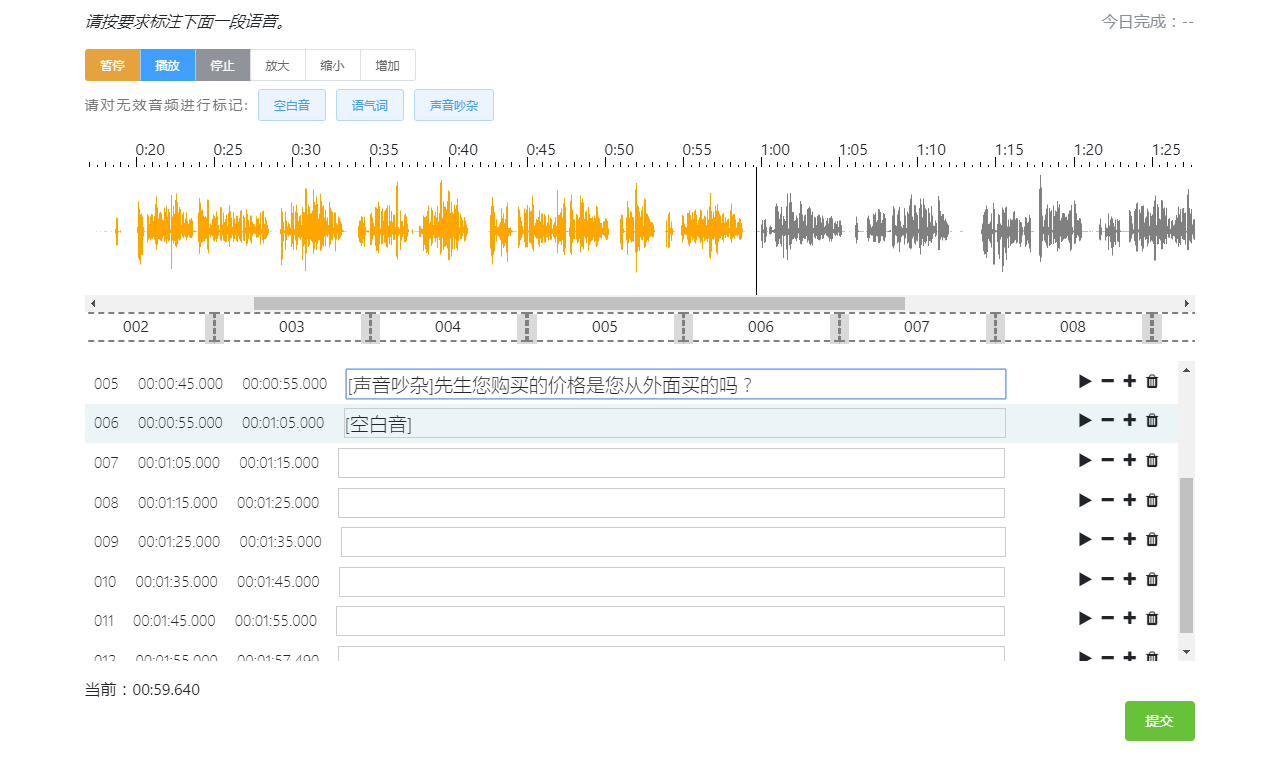 请按要求标注下面一段语音。 今日完成：--
暂停 播放 停止 放大 缩小 增加
请对无效音频进行标记: 空白音 语气词 声音吵杂
0:20 0:25 0:30 0:35 0:40 0:45 0:50 0:55 1:00 1:05 1:10 1:15 1:20 1:25
002 003 004 005 006 007 008
005 00:00:45.000 00:00:55.000 [声音吵杂]先生您购买的价格是您从外面买的吗？
006 00:00:55.000 00:01:05.000 [空白音]
007 00:01:05.000 00:01:15.000
008 00:01:15.000 00:01:25.000
009 00:01:25.000 00:01:35.000
010 00:01:35.000 00:01:45.000
011 00:01:45.000 00:01:55.000
012 00:01:55.000 00:01:57.490
当前：00:59.640
提交